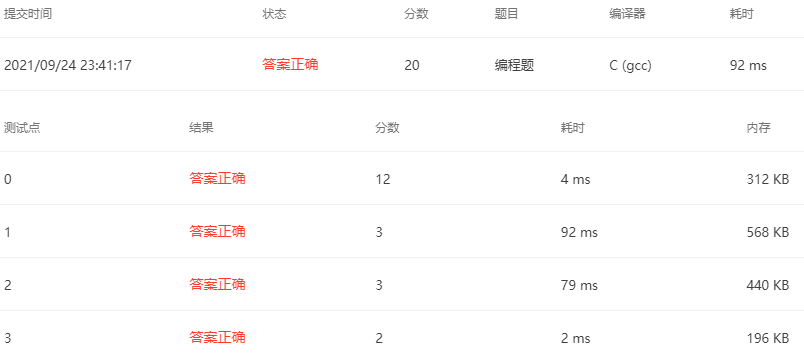 提交时间 状态 分数 题目 编译器 耗时
2021/09/24 23:41:17 答案正确 20 编程题 C (gcc) 92 ms
测试点 结果 分数 耗时 内存
0 答案正确 12 4 ms 312 KB
1 答案正确 3 92 ms 568 KB
2 答案正确 3 79 ms 440 KB
3 答案正确 2 2 ms 196 KB